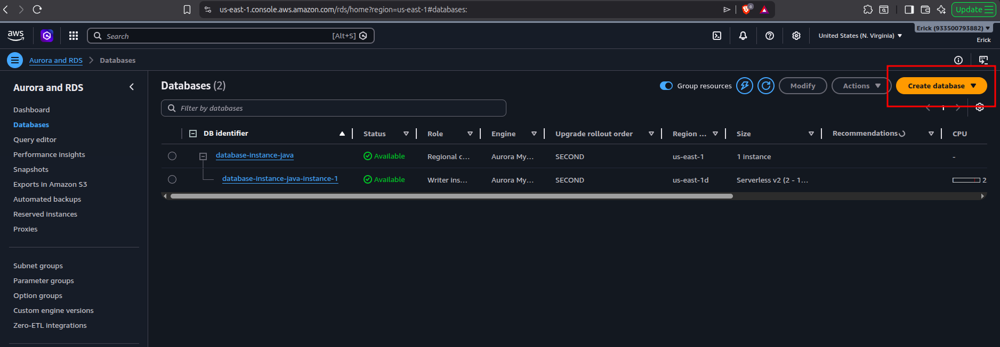 us-east-1.console.aws.amazon.com/rds/home?region=us-east-1#databases:
0
Update
aws
Search
[Alt+S]
United States (N. Virginia)
Erick (933500793882)
Erick
Aurora and RDS
Databases
Aurora and RDS
Dashboard
Databases
Query editor
Performance insights
Snapshots
Exports in Amazon S3
Automated backups
Reserved instances
Proxies
Subnet groups
Parameter groups
Option groups
Custom engine versions
Zero-ETL integrations
Databases (2)
Group resources
Modify
Actions
Create database
Filter by databases
1
DB identifier Status Role Engine Upgrade rollout order Region ... Size Recommendations CPU
database-instance-java Available Regional c... Aurora My... SECOND us-east-1 1 instance -
database-instance-java-instance-1 Available Writer ins... Aurora My... SECOND us-east-1d Serverless v2 (2 - 1... 2